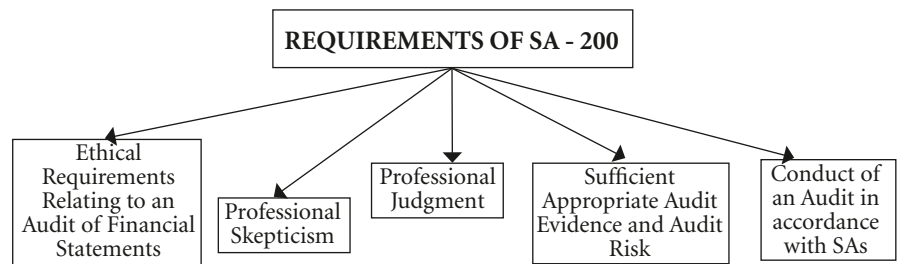 REQUIREMENTS OF SA - 200
Ethical
Requirements
Relating to an
Audit of Financial
Statements
Professional
Skepticism
Professional
Judgment
Sufficient
Appropriate Audit
Evidence and Audit
Risk
Conduct of
an Audit in
accordance
with SAs